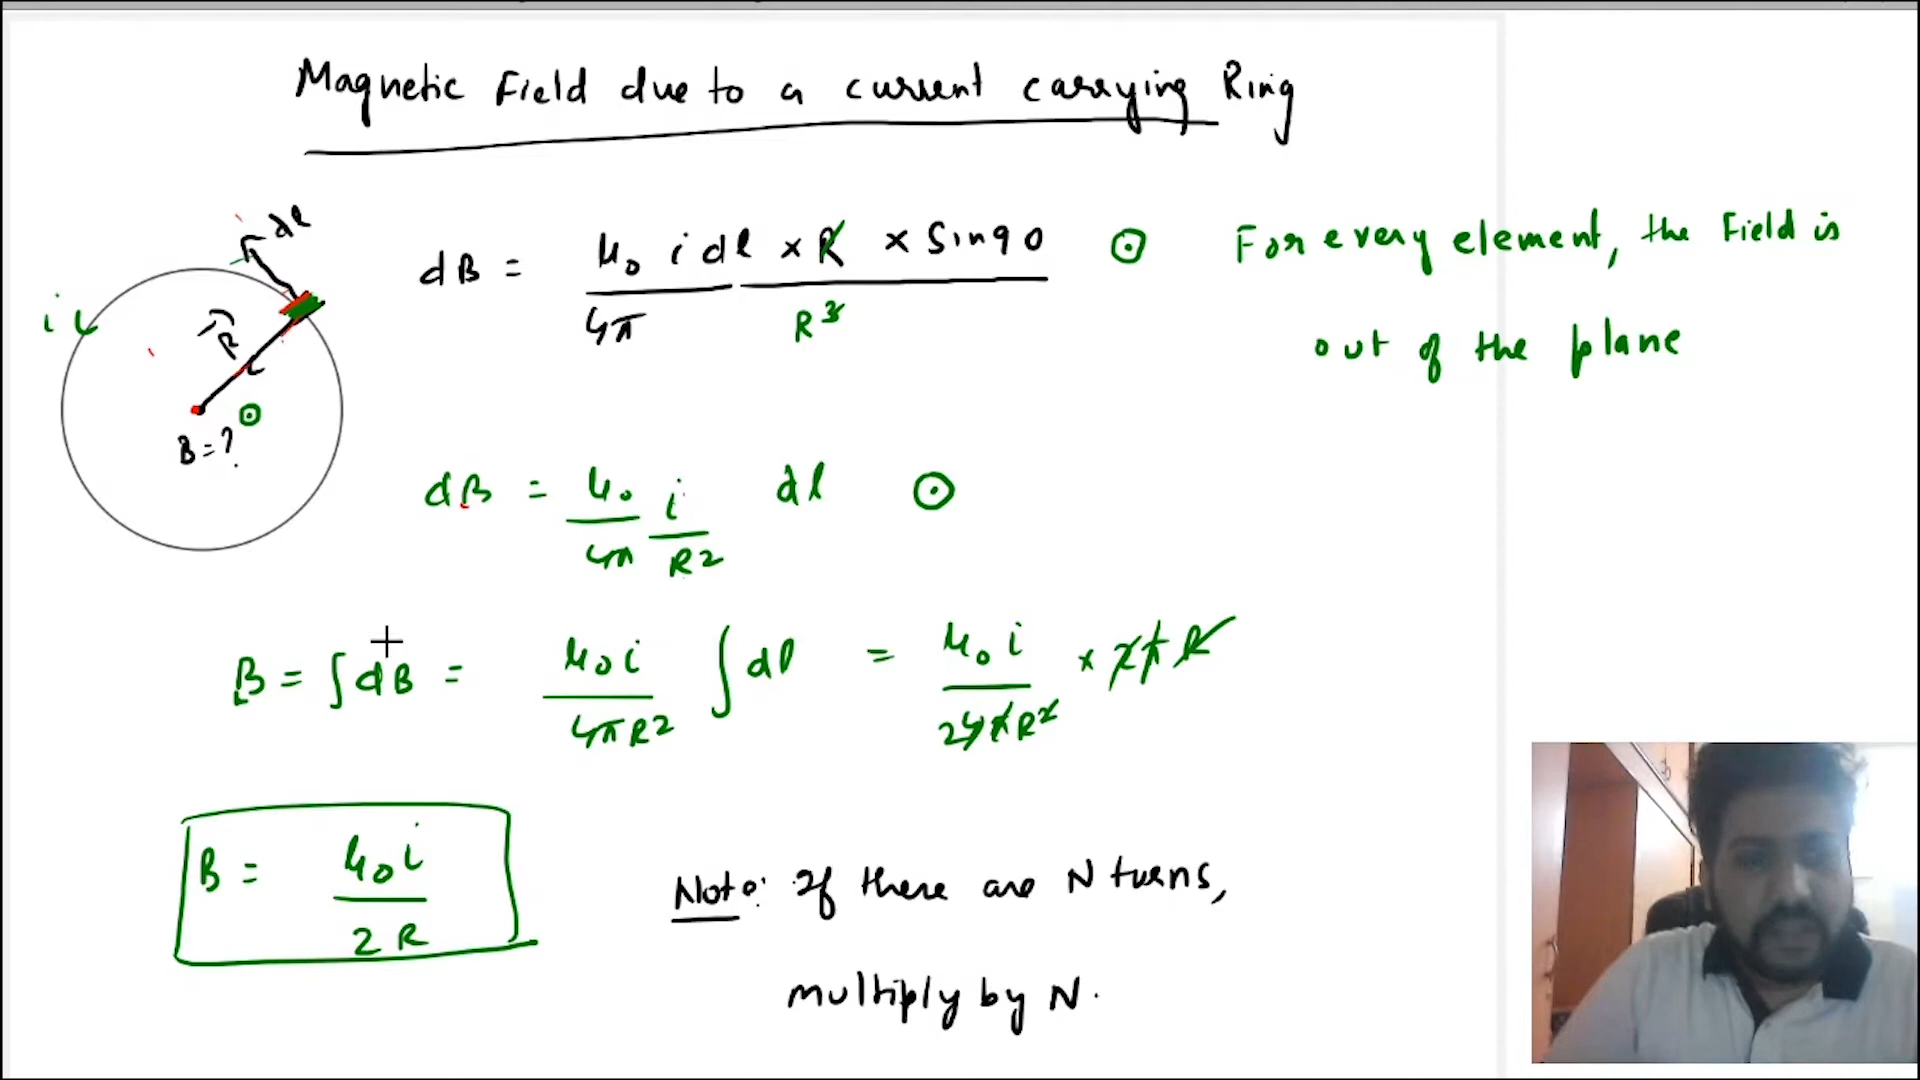 Magnetic Field due to a current carrying Ring
dl
i
R
B = ?
dB = μ₀ i dl × R × Sin90 ⊙
4π R³
For every element, the field is
out of the plane
dB = μ₀ i dl ⊙
4π R²
B = ∫dB = μ₀i ∫dl = μ₀i × 2πR
4πR² 24πR²
B = μ₀i
2R
Note: If there are N turns,
multiply by N.